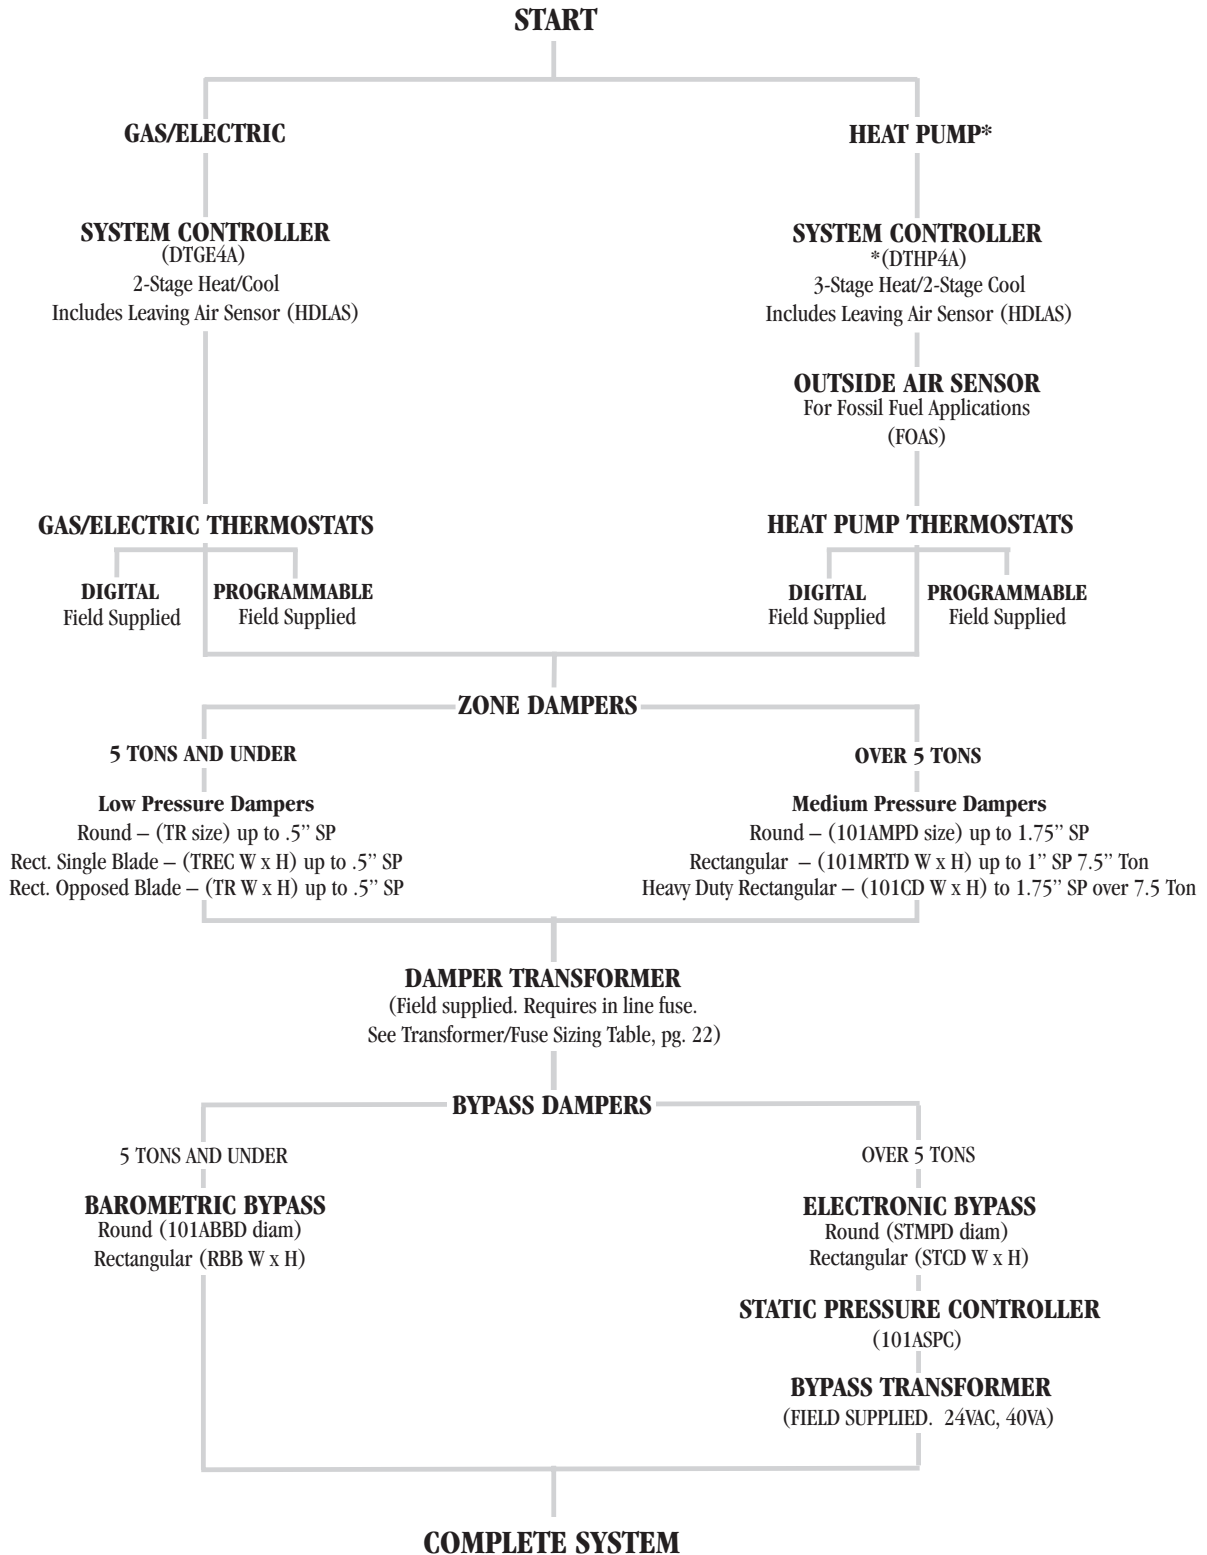 START
GAS/ELECTRIC
HEAT PUMP*
SYSTEM CONTROLLER
(DTGE4A)
2-Stage Heat/Cool
Includes Leaving Air Sensor (HDLAS)
SYSTEM CONTROLLER
*(DTHP4A)
3-Stage Heat/2-Stage Cool
Includes Leaving Air Sensor (HDLAS)
OUTSIDE AIR SENSOR
For Fossil Fuel Applications
(FOAS)
GAS/ELECTRIC THERMOSTATS
DIGITAL
Field Supplied
PROGRAMMABLE
Field Supplied
HEAT PUMP THERMOSTATS
DIGITAL
Field Supplied
PROGRAMMABLE
Field Supplied
ZONE DAMPERS
5 TONS AND UNDER
Low Pressure Dampers
Round – (TR size) up to .5” SP
Rect. Single Blade – (TREC W x H) up to .5” SP
Rect. Opposed Blade – (TR W x H) up to .5” SP
OVER 5 TONS
Medium Pressure Dampers
Round – (101AMPD size) up to 1.75” SP
Rectangular – (101MRTD W x H) up to 1” SP 7.5” Ton
Heavy Duty Rectangular – (101CD W x H) to 1.75” SP over 7.5 Ton
DAMPER TRANSFORMER
(Field supplied. Requires in line fuse.
See Transformer/Fuse Sizing Table, pg. 22)
BYPASS DAMPERS
5 TONS AND UNDER
BAROMETRIC BYPASS
Round (101ABBD diam)
Rectangular (RBB W x H)
OVER 5 TONS
ELECTRONIC BYPASS
Round (STMPD diam)
Rectangular (STCD W x H)
STATIC PRESSURE CONTROLLER
(101ASPC)
BYPASS TRANSFORMER
(FIELD SUPPLIED. 24VAC, 40VA)
COMPLETE SYSTEM